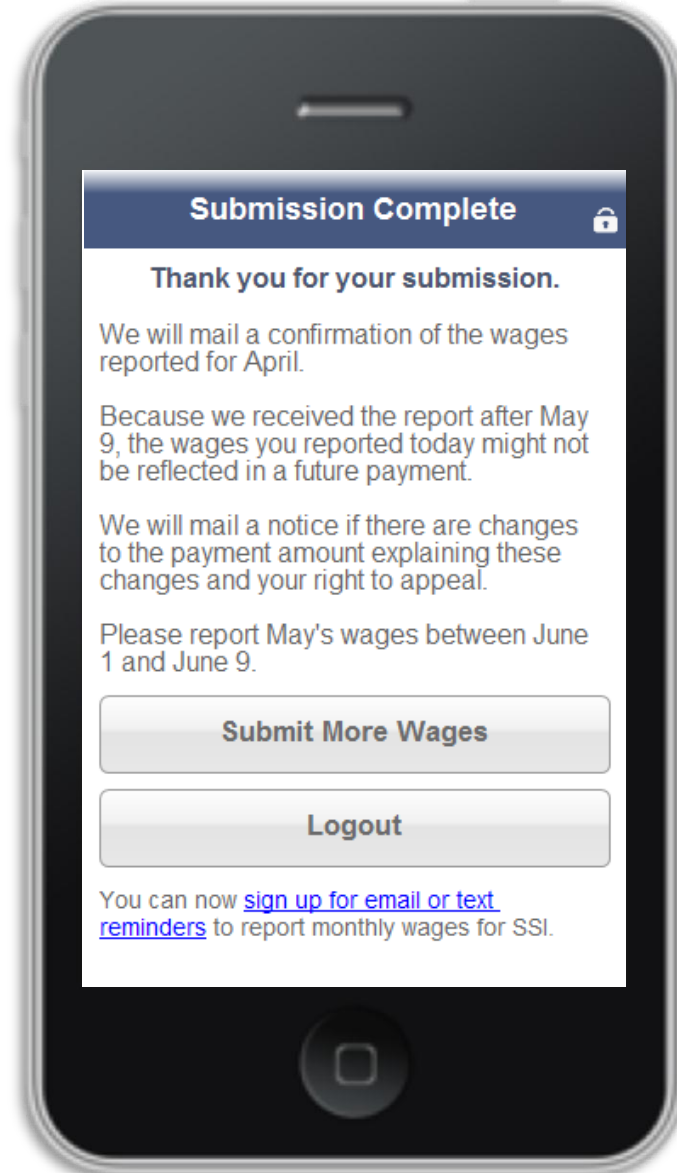 Submission Complete
Thank you for your submission.
We will mail a confirmation of the wages
reported for April.
Because we received the report after May
9, the wages you reported today might not
be reflected in a future payment.
We will mail a notice if there are changes
to the payment amount explaining these
changes and your right to appeal.
Please report May's wages between June
1 and June 9.
Submit More Wages
Logout
You can now sign up for email or text
reminders to report monthly wages for SSI.